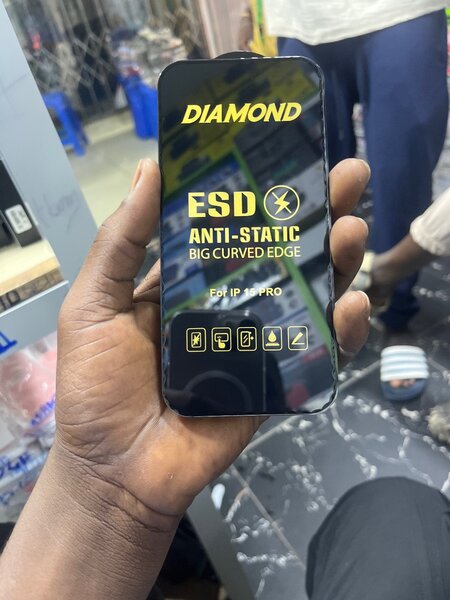 DIAMOND
ESD
ANTI-STATIC
BIG CURVED EDGE
For IP 15 PRO